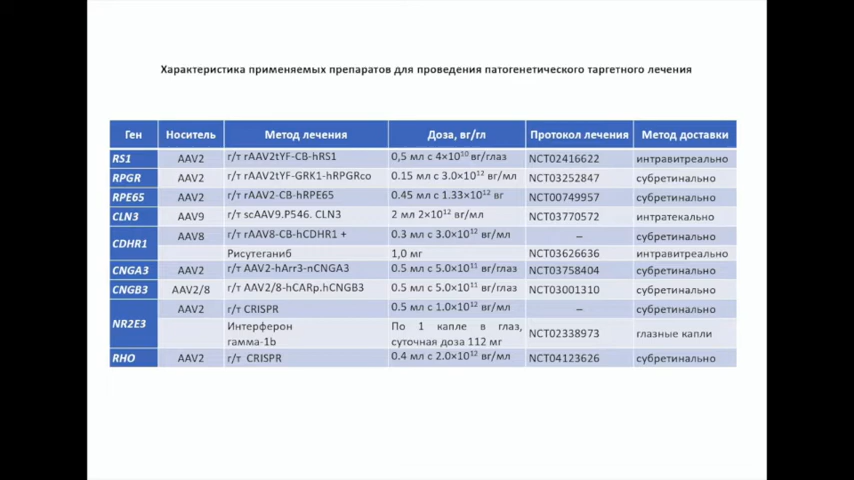 Характеристика применяемых препаратов для проведения патогенетического таргетного лечения
Ген Носитель Метод лечения Доза, вг/гл Протокол лечения Метод доставки
RS1 AAV2 г/т rAAV2tYF-CB-hRS1 0,5 мл с 4×10¹⁰ вг/глаз NCT02416622 интравитреально
RPGR AAV2 г/т rAAV2tYF-GRK1-hRPGRco 0.15 мл с 3.0×10¹² вг/мл NCT03252847 субретинально
RPE65 AAV2 г/т rAAV2-CB-hRPE65 0.45 мл с 1.33×10¹² вг NCT00749957 субретинально
CLN3 AAV9 г/т scAAV9.P546. CLN3 2 мл 2×10¹² вг/мл NCT03770572 интратекально
CDHR1 AAV8 г/т rAAV8-CB-hCDHR1 + 0.3 мл с 3.0×10¹² вг/мл – субретинально
Рисутеганиб 1,0 мг NCT03626636 интравитреально
CNGA3 AAV2 г/т AAV2-hArr3-nCNGA3 0.5 мл с 5.0×10¹¹ вг/глаз NCT03758404 субретинально
CNGB3 AAV2/8 г/т AAV2/8-hCARp.hCNGB3 0.5 мл с 5.0×10¹¹ вг/глаз NCT03001310 субретинально
NR2E3 AAV2 г/т CRISPR 0.5 мл с 1.0×10¹² вг/мл – субретинально
Интерферон По 1 капле в глаз,
гамма-1b суточная доза 112 мг NCT02338973 глазные капли
RHO AAV2 г/т CRISPR 0.4 мл с 2.0×10¹² вг/мл NCT04123626 субретинально